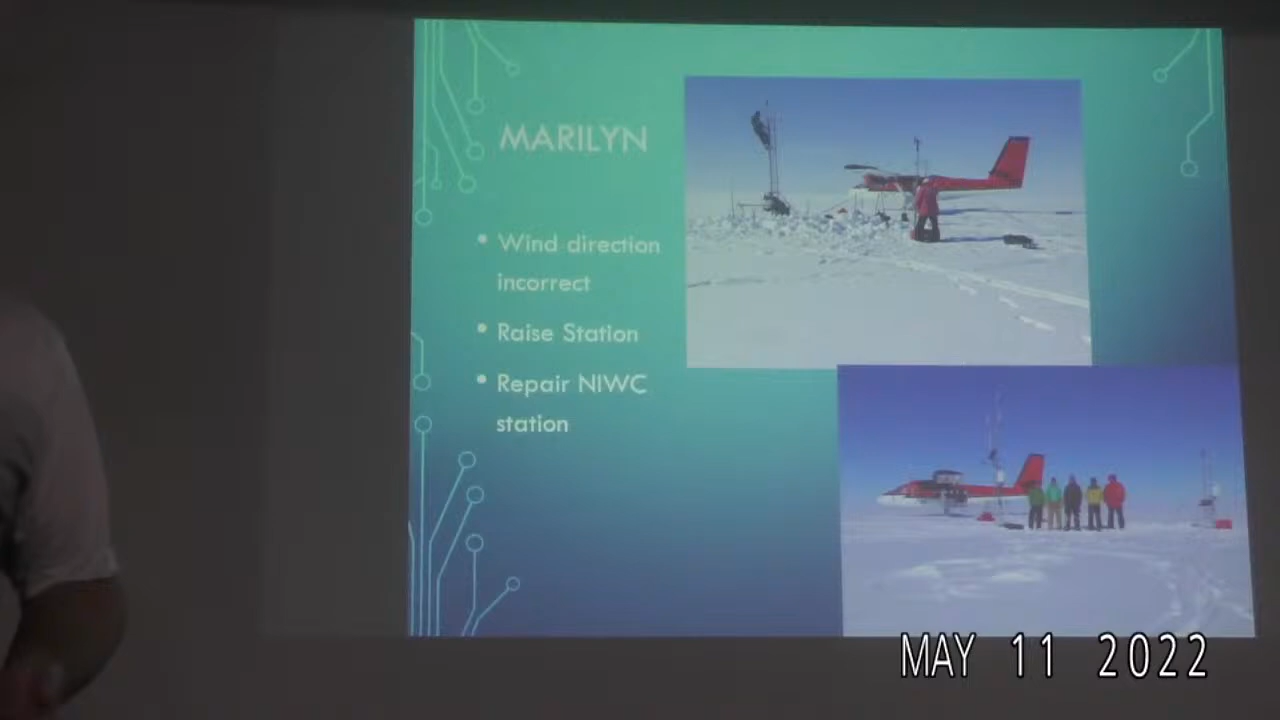 MARILYN
• Wind direction
incorrect
• Raise Station
• Repair NIWC
station
MAY 11 2022